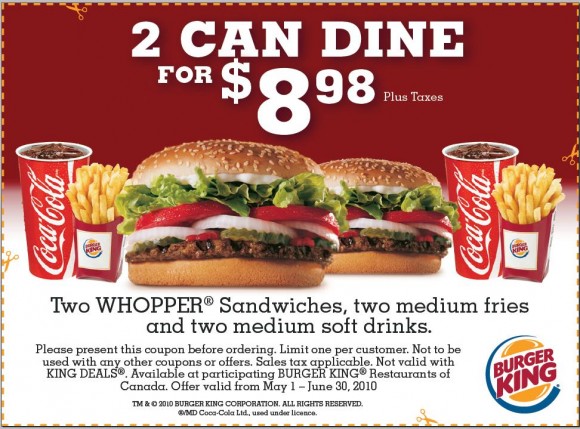 2 CAN DINE
FOR $8 98 Plus Taxes
Coca-Cola
BURGER KING
Coca-Cola
BURGER KING
Two WHOPPER® Sandwiches, two medium fries
and two medium soft drinks.
Please present this coupon before ordering. Limit one per customer. Not to be
used with any other coupons or offers. Sales tax applicable. Not valid with
KING DEALS®. Available at participating BURGER KING® Restaurants of
Canada. Offer valid from May 1 – June 30, 2010
TM & © 2010 BURGER KING CORPORATION. ALL RIGHTS RESERVED.
®/MD Coca-Cola Ltd., used under licence.
BURGER
KING